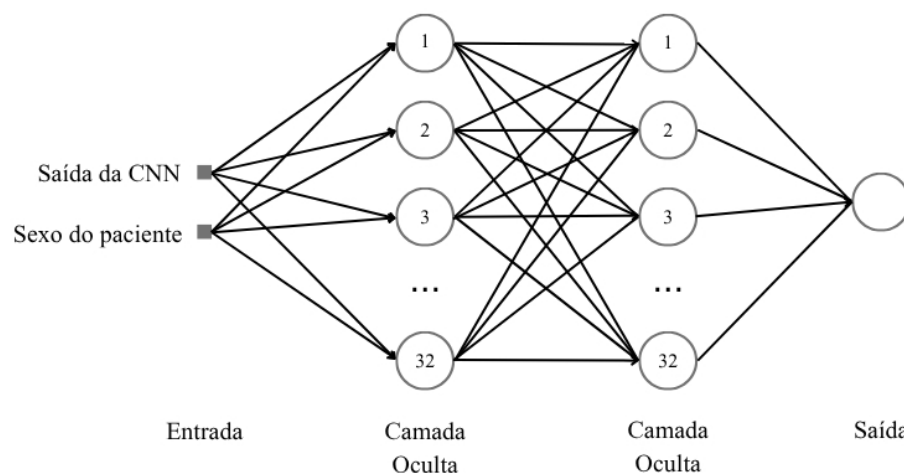 1
1
2
2
Saída da CNN
3
3
Sexo do paciente
...
...
32
32
Entrada
Camada
Oculta
Camada
Oculta
Saída